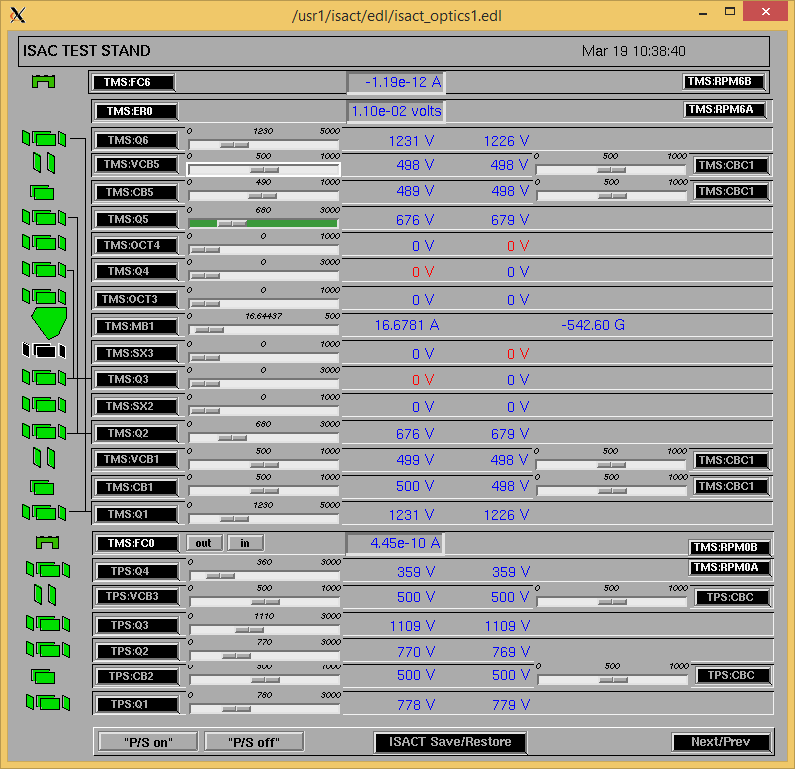 /usr1/isact/edl/isact_optics1.edl
ISAC TEST STAND Mar 19 10:38:40
TMS:FC6 -1.19e-12 A TMS:RPM6B
TMS:ER0 1.10e-02 volts TMS:RPM6A
0 1230 5000
TMS:Q6 1231 V 1226 V
0 500 1000 0 500 1000
TMS:VCB5 498 V 498 V TMS:CBC1
0 490 1000 0 500 1000
TMS:CB5 489 V 498 V TMS:CBC1
0 680 3000
TMS:Q5 676 V 679 V
0 0 1000
TMS:OCT4 0 V 0 V
0 0 3000
TMS:Q4 0 V 0 V
0 0 1000
TMS:OCT3 0 V 0 V
0 16.64437 500
TMS:MB1 16.6781 A -542.60 G
0 0 1000
TMS:SX3 0 V 0 V
0 0 3000
TMS:Q3 0 V 0 V
0 0 1000
TMS:SX2 0 V 0 V
0 680 3000
TMS:Q2 676 V 679 V
0 500 1000 0 500 1000
TMS:VCB1 499 V 498 V TMS:CBC1
0 500 1000 0 500 1000
TMS:CB1 500 V 498 V TMS:CBC1
0 1230 5000
TMS:Q1 1231 V 1226 V
TMS:FC0 out in 4.45e-10 A TMS:RPM0B
0 360 3000 TMS:RPM0A
TPS:Q4 359 V 359 V
0 500 1000 0 500 1000
TPS:VCB3 500 V 500 V TPS:CBC
0 1110 3000
TPS:Q3 1109 V 1109 V
0 770 3000
TPS:Q2 770 V 769 V
0 500 1000 0 500 1000
TPS:CB2 500 V 500 V TPS:CBC
0 780 3000
TPS:Q1 778 V 779 V
"P/S on" "P/S off" ISACT Save/Restore Next/Prev